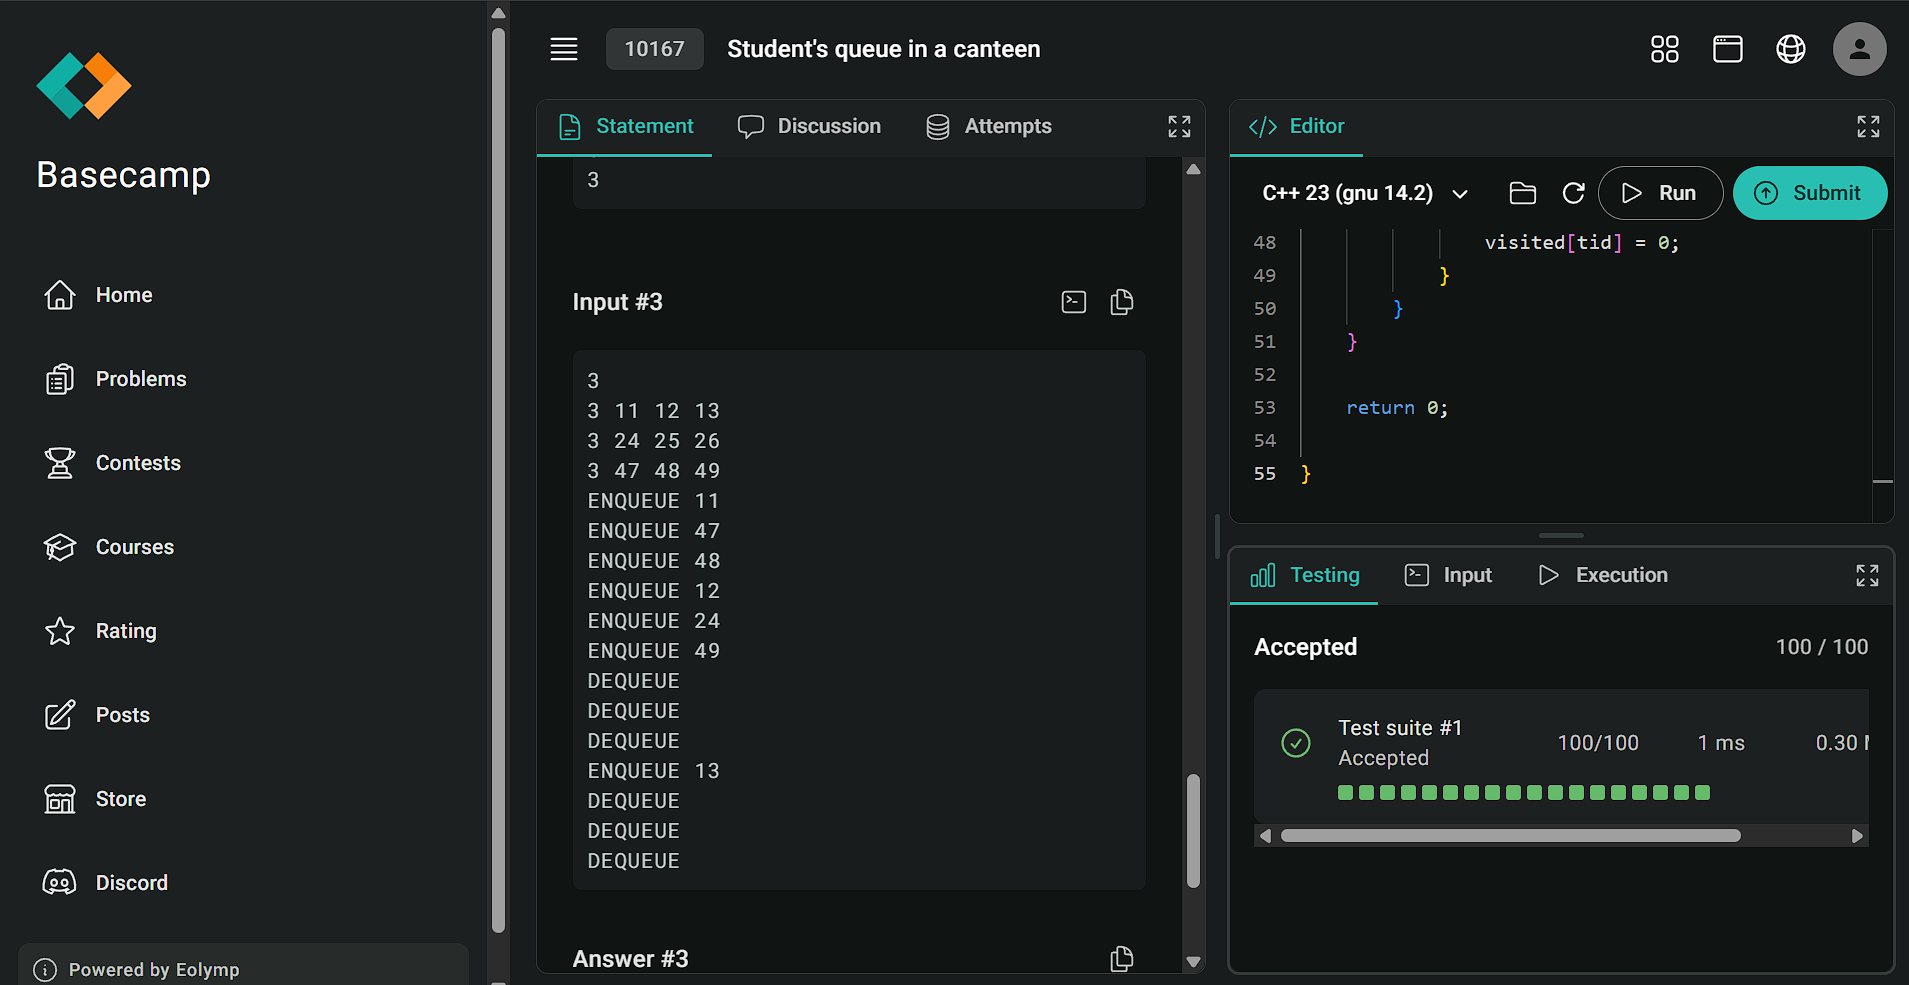 Basecamp
Home
Problems
Contests
Courses
Rating
Posts
Store
Discord
Powered by Eolymp
10167
Student's queue in a canteen
Statement
Discussion
Attempts
3
Input #3
3
3 11 12 13
3 24 25 26
3 47 48 49
ENQUEUE 11
ENQUEUE 47
ENQUEUE 48
ENQUEUE 12
ENQUEUE 24
ENQUEUE 49
DEQUEUE
DEQUEUE
DEQUEUE
ENQUEUE 13
DEQUEUE
DEQUEUE
DEQUEUE
Answer #3
Editor
C++ 23 (gnu 14.2)
Run
Submit
48 visited[tid] = 0;
49 }
50 }
51 }
52
53 return 0;
54
55 }
Testing
Input
Execution
Accepted
100 / 100
Test suite #1
Accepted
100/100
1 ms
0.30